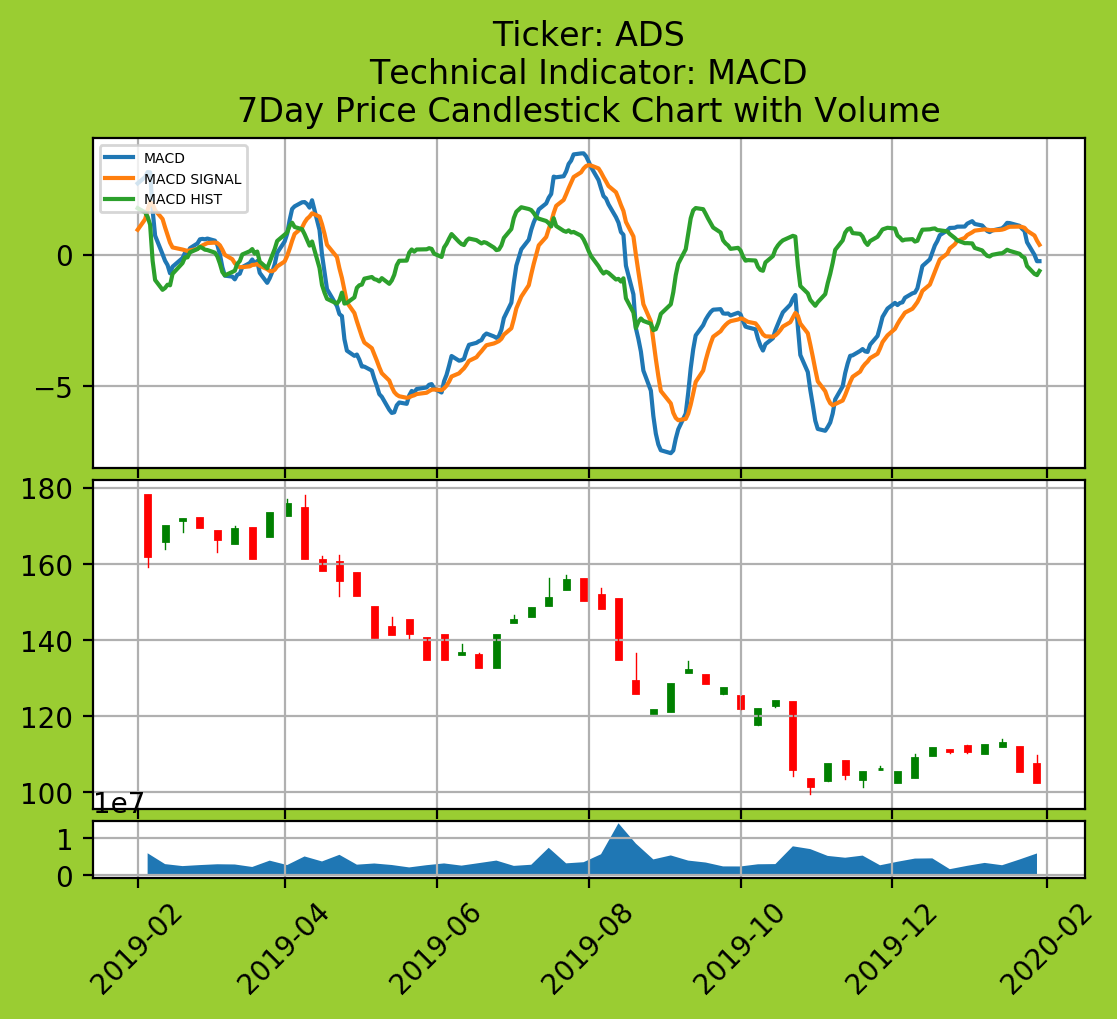 Ticker: ADS
Technical Indicator: MACD
7Day Price Candlestick Chart with Volume
MACD
MACD SIGNAL
MACD HIST
0
−5
180
160
140
120
100
1e7
1
0
2019-02
2019-04
2019-06
2019-08
2019-10
2019-12
2020-02